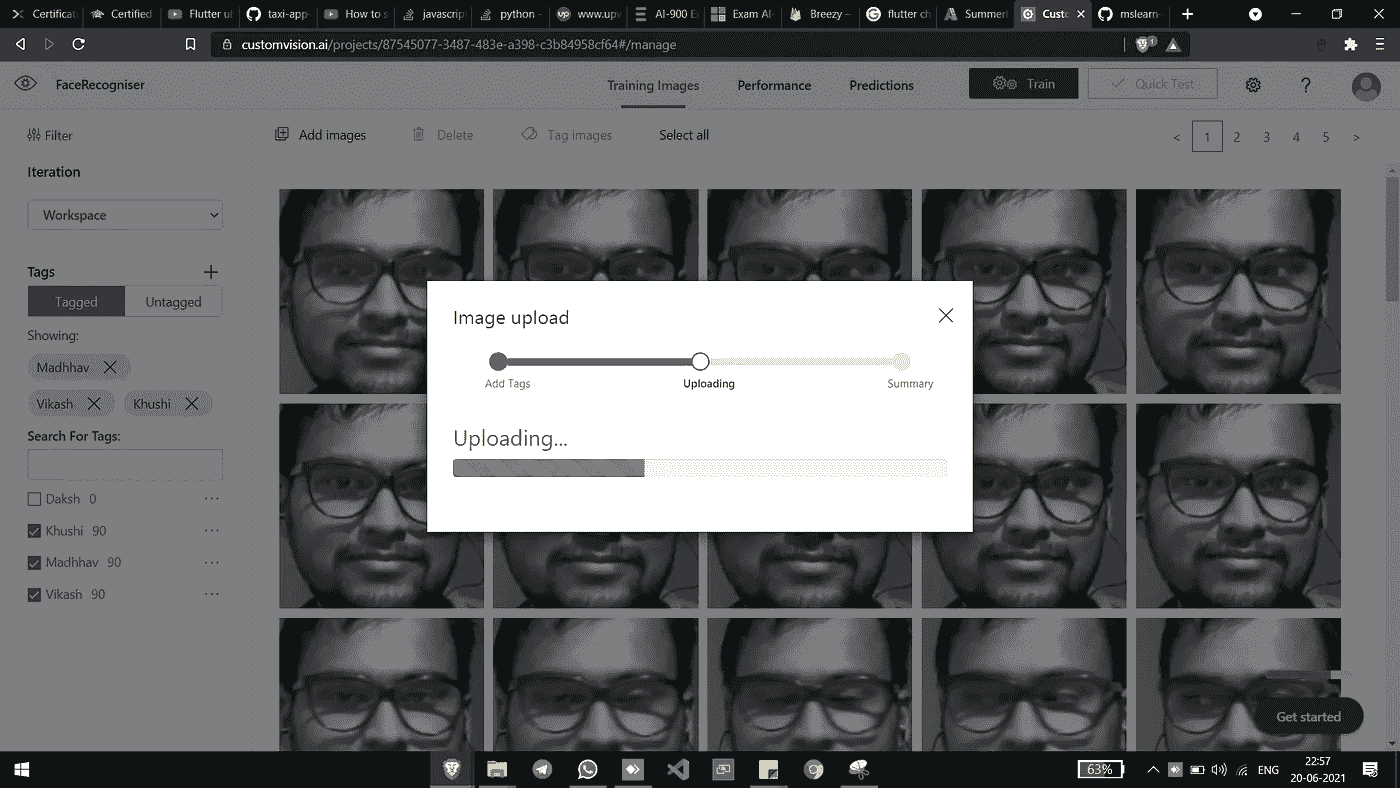 Certificat
Certified
Flutter ul
taxi-app-
How to s
javascrip
python -
www.upv
AI-900 E
Exam AI-
Breezy –
flutter ch
Summer
Custo
mslearn-
customvision.ai/projects/87545077-3487-483e-a398-c3b84958cf64#/manage
1
FaceRecogniser
Training Images
Performance
Predictions
Train
Quick Test
?
Filter
Add images
Delete
Tag images
Select all
< 1 2 3 4 5 >
Iteration
Workspace
Tags
Tagged
Untagged
Showing:
Madhhav
Vikash
Khushi
Search For Tags:
Daksh 0 ...
Khushi 90 ...
Madhhav 90 ...
Vikash 90 ...
Image upload
Add Tags
Uploading
Summary
Uploading...
Get started
63%
ENG
22:57
20-06-2021